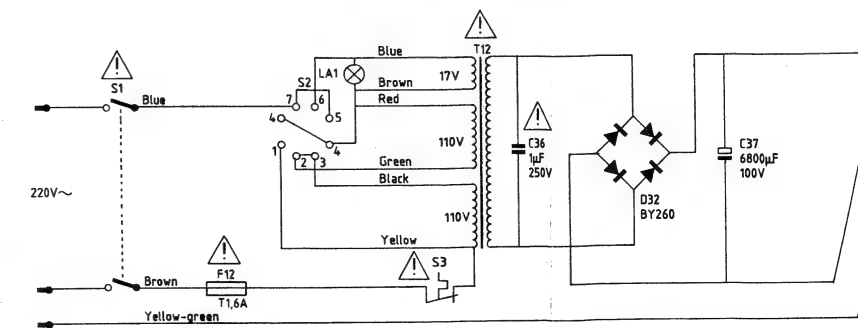 S1
Blue
220V~
Brown
F12
T1,6A
Yellow-green
S2
7
6
5
4
4
1
2
3
LA1
Blue
Brown
Red
Green
Black
Yellow
S3
T12
17V
110V
110V
C36
1µF
250V
D32
BY260
C37
6800µF
100V